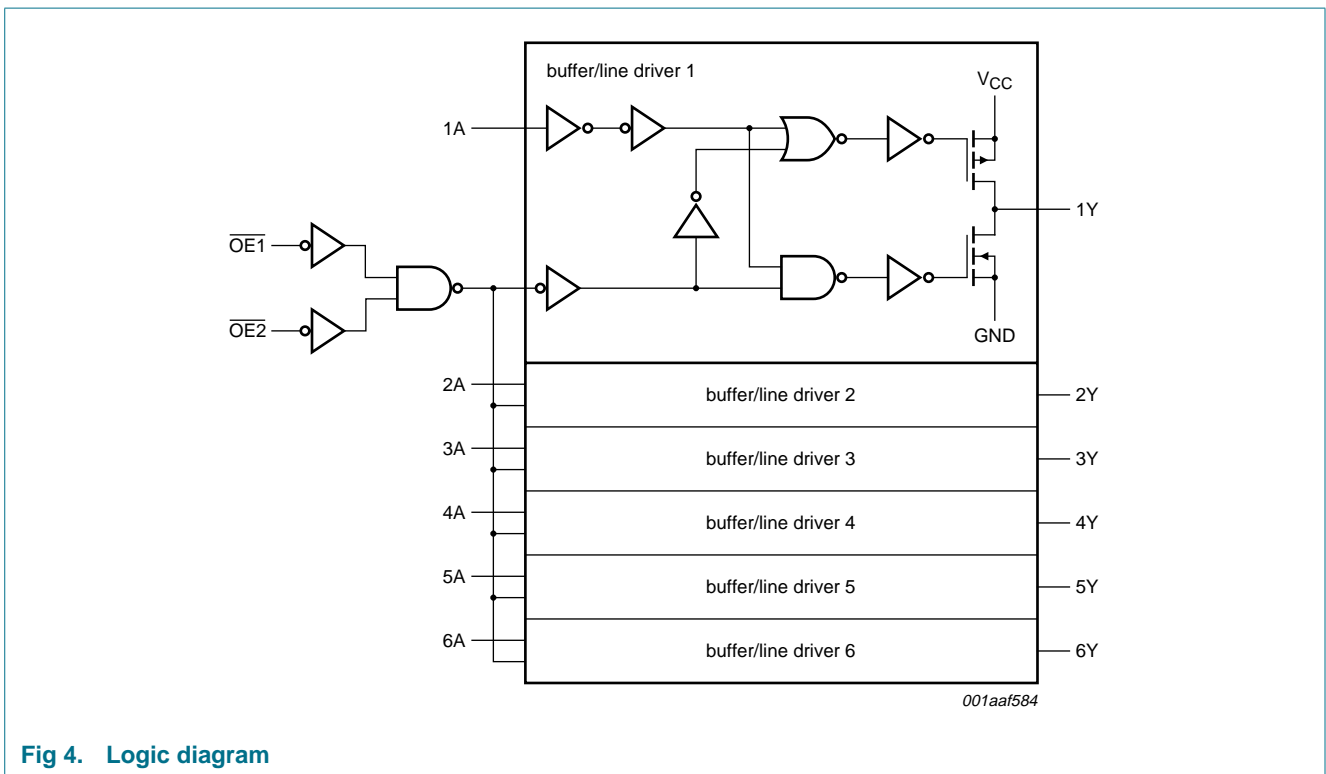 buffer/line driver 1
VCC
1A
1Y
OE1
OE2
GND
2A
buffer/line driver 2
2Y
3A
buffer/line driver 3
3Y
4A
buffer/line driver 4
4Y
5A
buffer/line driver 5
5Y
6A
buffer/line driver 6
6Y
001aaf584
Fig 4. Logic diagram